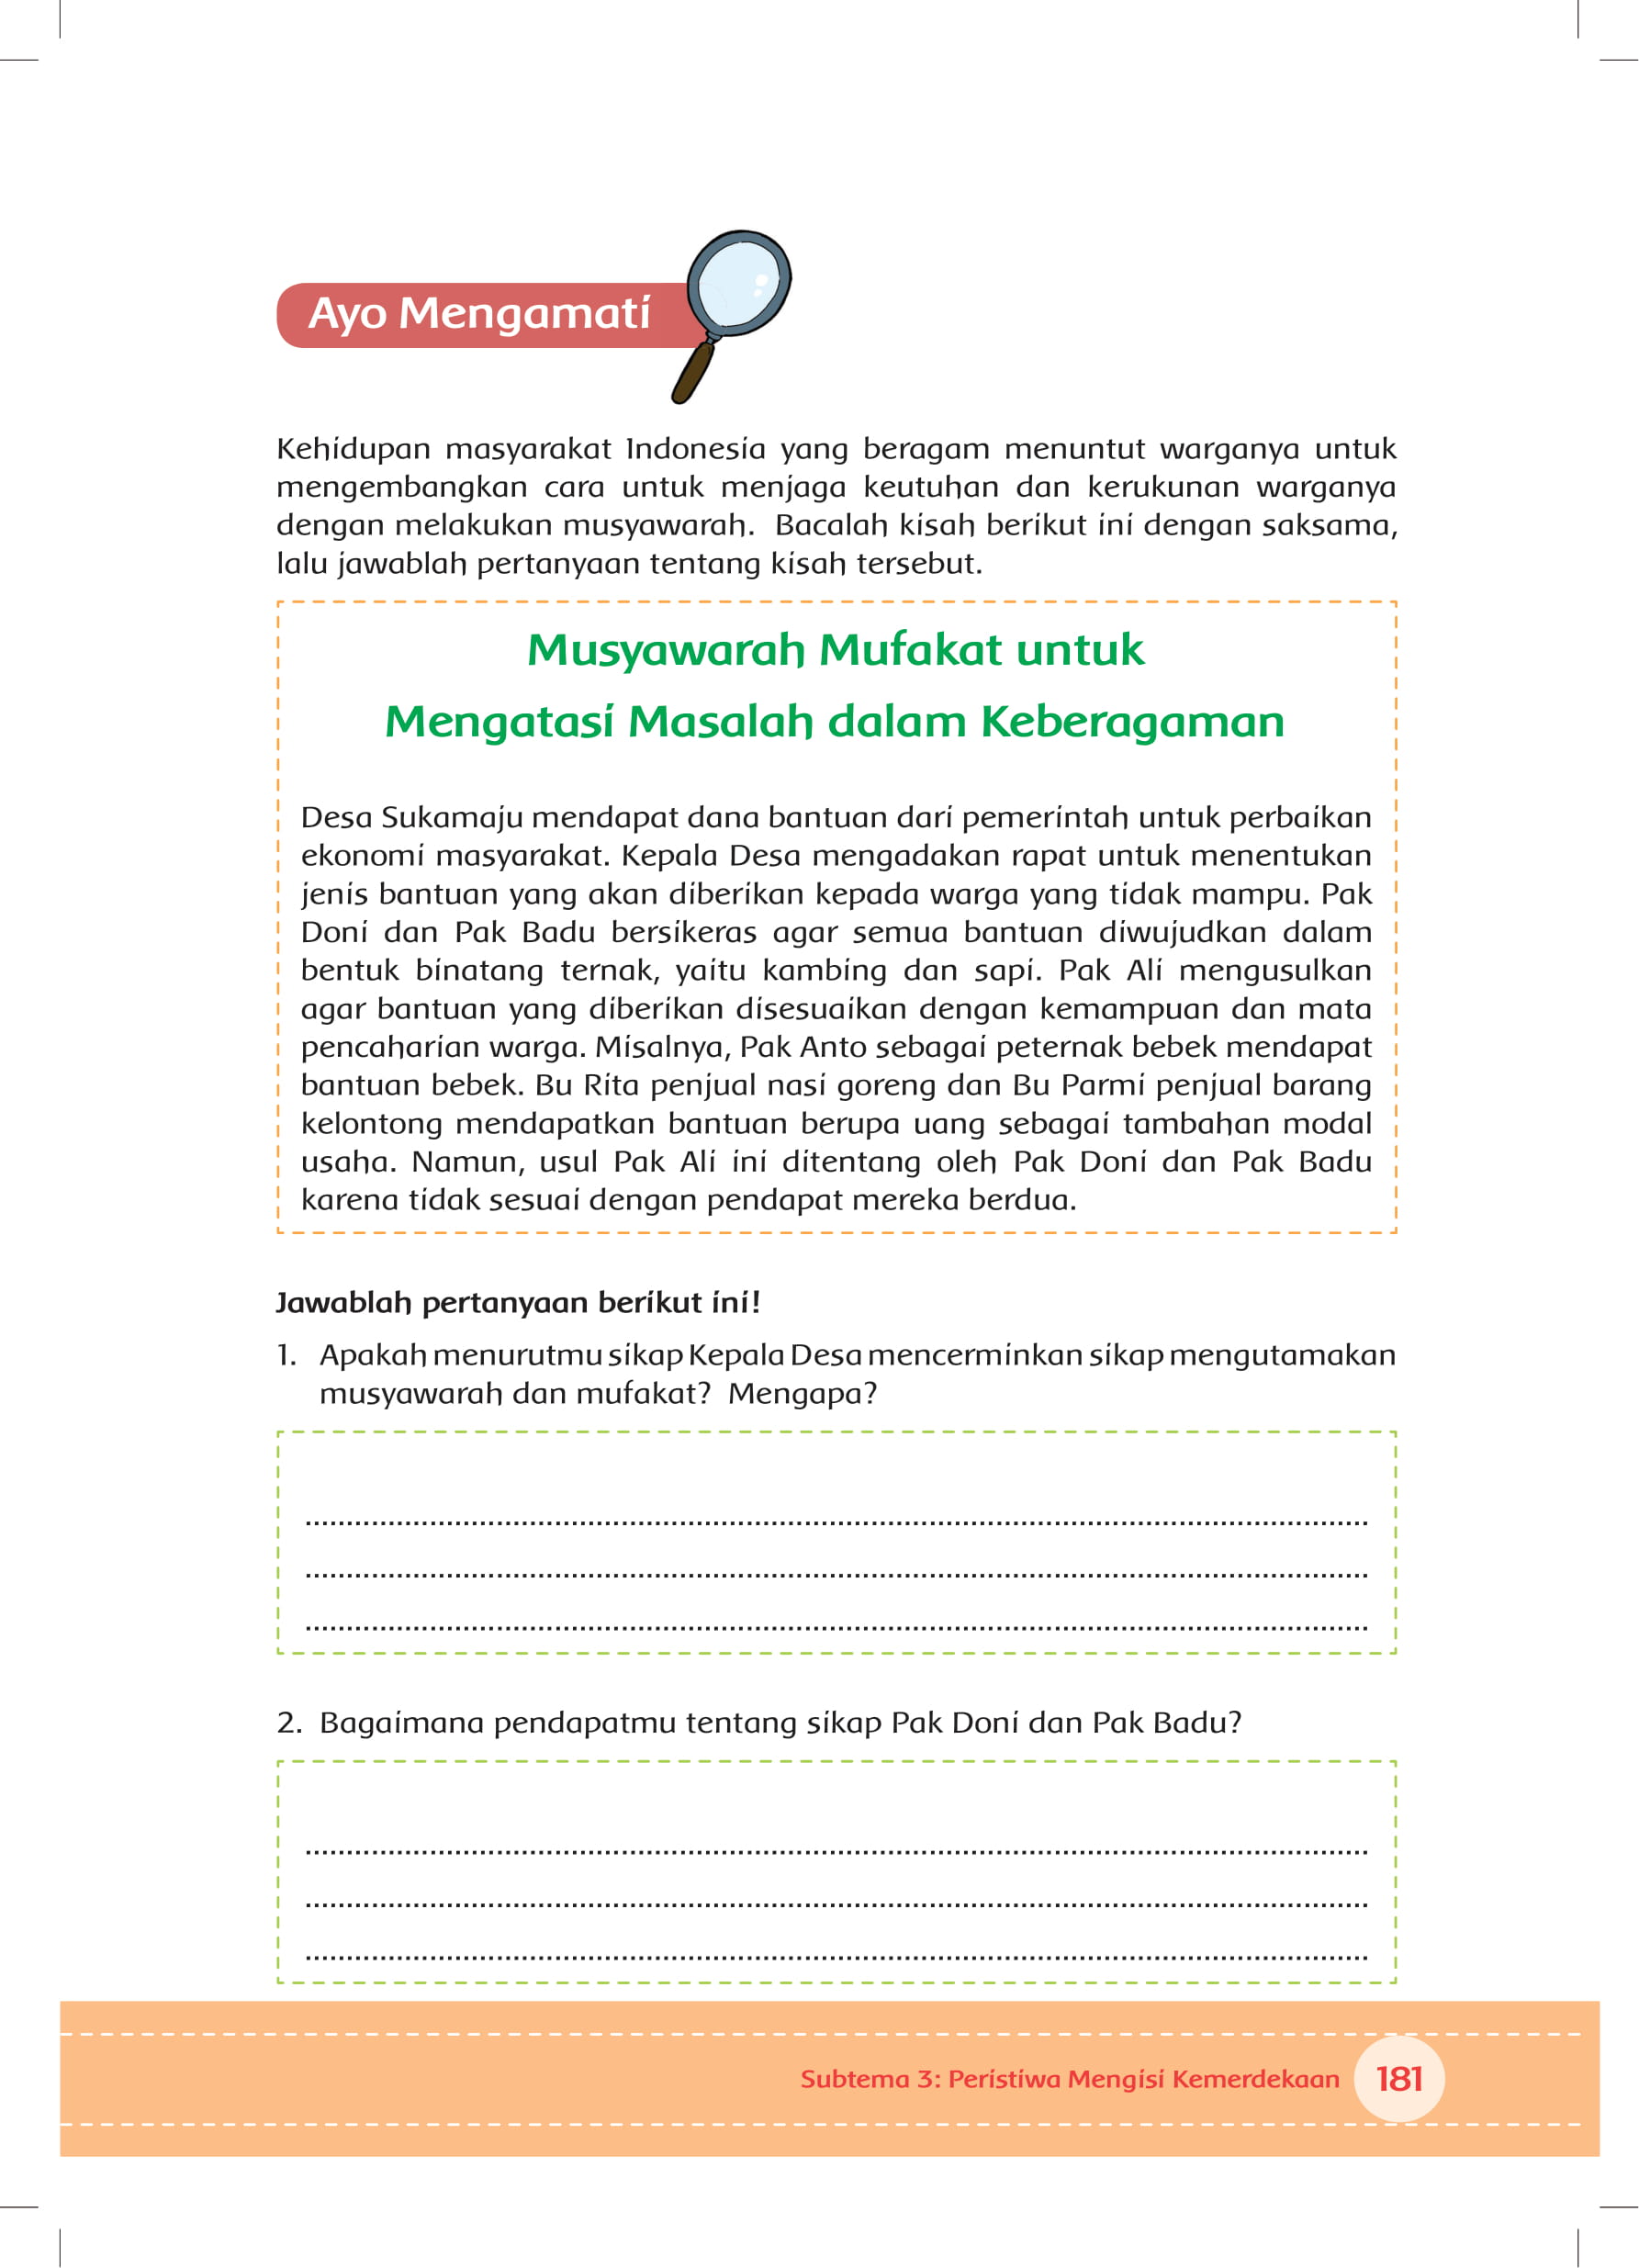 Ayo Mengamati
Kehidupan masyarakat Indonesia yang beragam menuntut warganya untuk
mengembangkan cara untuk menjaga keutuhan dan kerukunan warganya
dengan melakukan musyawarah. Bacalah kisah berikut ini dengan saksama,
lalu jawablah pertanyaan tentang kisah tersebut.
Musyawarah Mufakat untuk
Mengatasi Masalah dalam Keberagaman
Desa Sukamaju mendapat dana bantuan dari pemerintah untuk perbaikan
ekonomi masyarakat. Kepala Desa mengadakan rapat untuk menentukan
jenis bantuan yang akan diberikan kepada warga yang tidak mampu. Pak
Doni dan Pak Badu bersikeras agar semua bantuan diwujudkan dalam
bentuk binatang ternak, yaitu kambing dan sapi. Pak Ali mengusulkan
agar bantuan yang diberikan disesuaikan dengan kemampuan dan mata
pencaharian warga. Misalnya, Pak Anto sebagai peternak bebek mendapat
bantuan bebek. Bu Rita penjual nasi goreng dan Bu Parmi penjual barang
kelontong mendapatkan bantuan berupa uang sebagai tambahan modal
usaha. Namun, usul Pak Ali ini ditentang oleh Pak Doni dan Pak Badu
karena tidak sesuai dengan pendapat mereka berdua.
Jawablah pertanyaan berikut ini!
1. Apakah menurutmu sikap Kepala Desa mencerminkan sikap mengutamakan
musyawarah dan mufakat? Mengapa?
2. Bagaimana pendapatmu tentang sikap Pak Doni dan Pak Badu?
Subtema 3: Peristiwa Mengisi Kemerdekaan 181